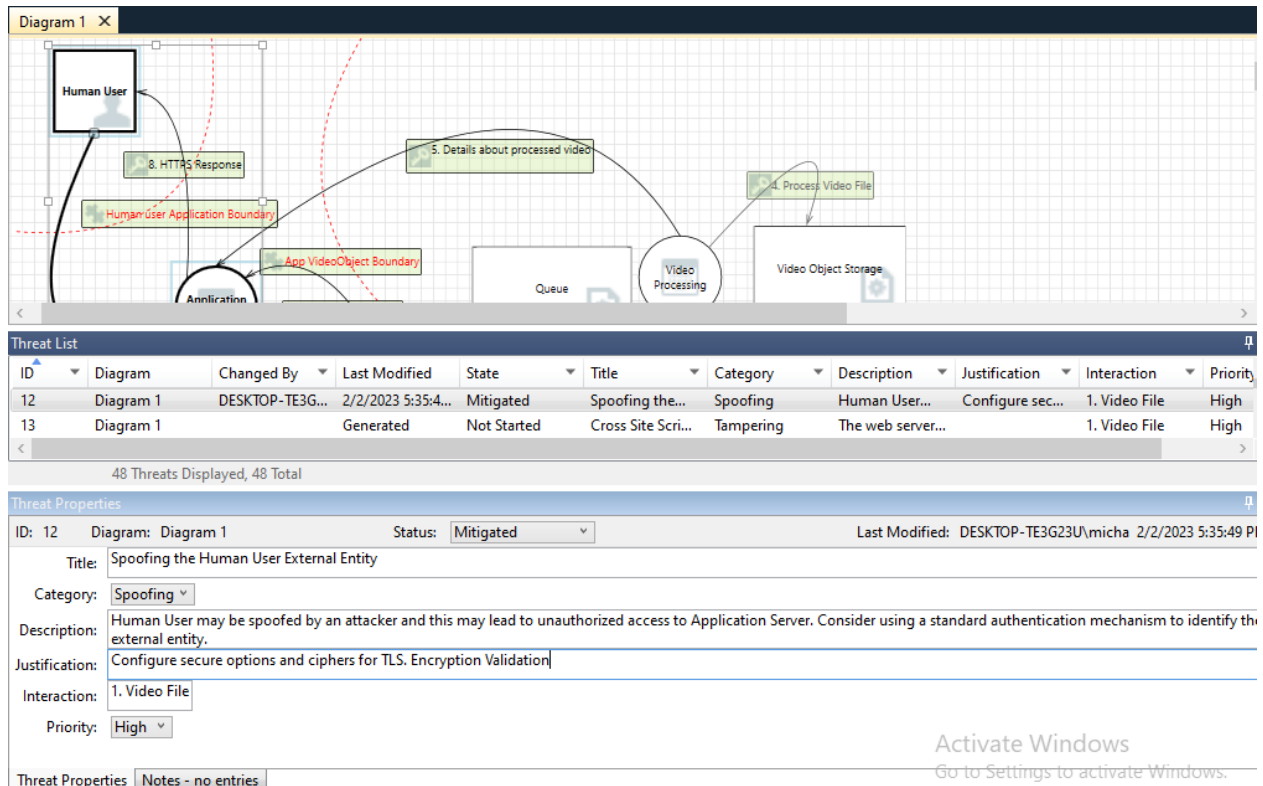 Diagram 1 X
Human User
5. Details about processed video
8. HTTPS Response
4. Process Video File
Human user Application Boundary
App VideoObject Boundary
Video Processing
Video Object Storage
Queue
Application
Threat List
ID Diagram Changed By Last Modified State Title Category Description Justification Interaction Priority
12 Diagram 1 DESKTOP-TE3G... 2/2/2023 5:35:4... Mitigated Spoofing the... Spoofing Human User... Configure sec... 1. Video File High
13 Diagram 1 Generated Not Started Cross Site Scri... Tampering The web server... 1. Video File High
48 Threats Displayed, 48 Total
Threat Properties
ID: 12 Diagram: Diagram 1 Status: Mitigated Last Modified: DESKTOP-TE3G23U\micha 2/2/2023 5:35:49 P
Title: Spoofing the Human User External Entity
Category: Spoofing
Description: Human User may be spoofed by an attacker and this may lead to unauthorized access to Application Server. Consider using a standard authentication mechanism to identify the
external entity.
Justification: Configure secure options and ciphers for TLS. Encryption Validation
Interaction: 1. Video File
Priority: High
Activate Windows
Go to Settings to activate Windows.
Threat Properties Notes - no entries